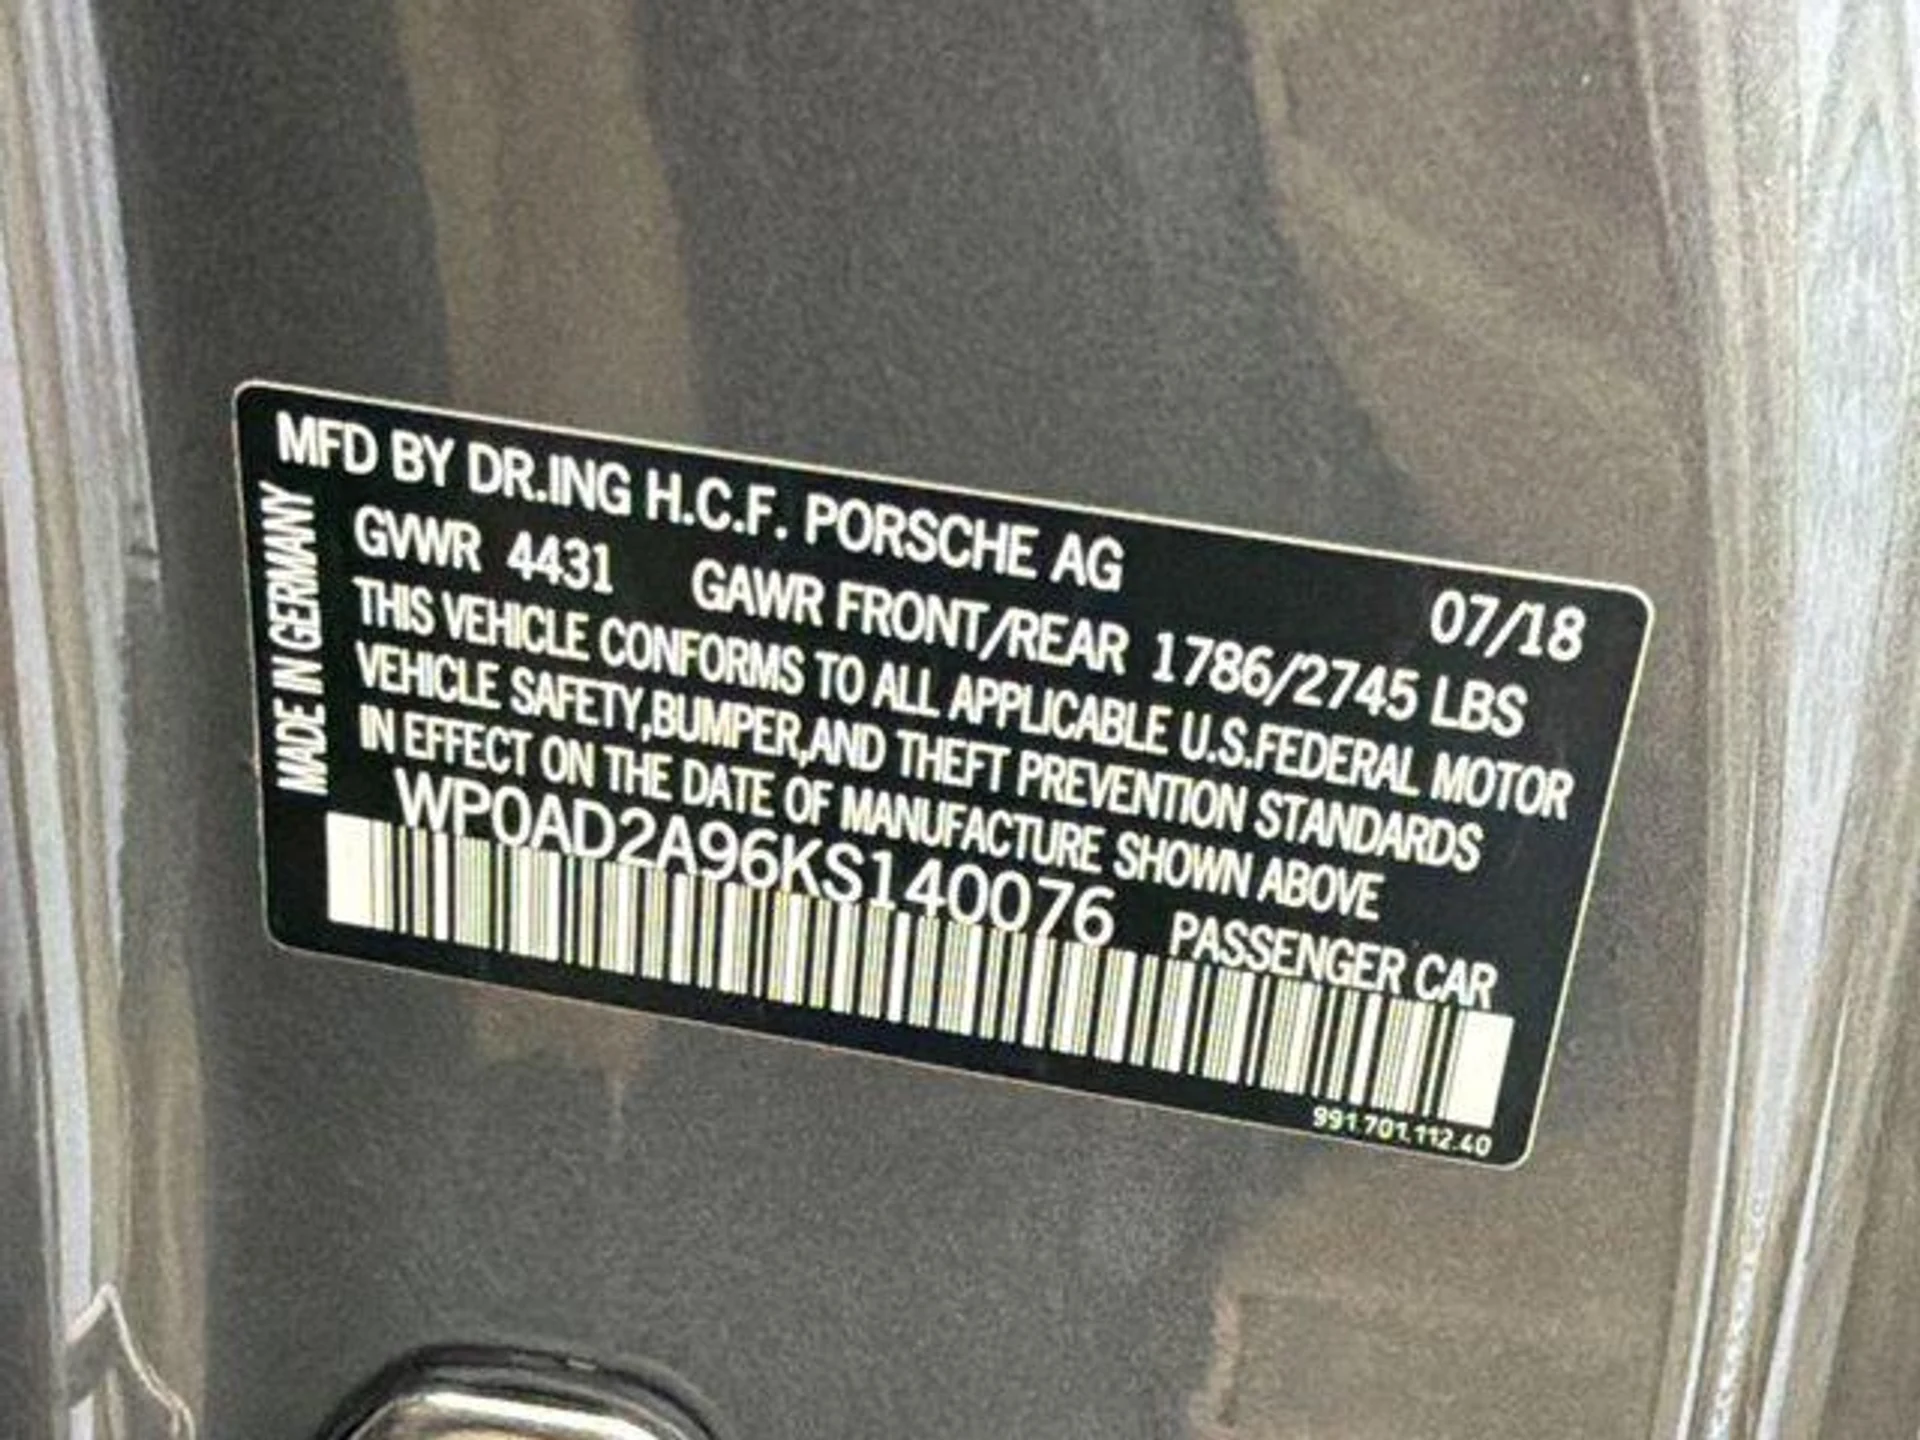 MFD BY DR.ING H.C.F. PORSCHE AG
07/18
GVWR 4431 GAWR FRONT/REAR 1786/2745 LBS
THIS VEHICLE CONFORMS TO ALL APPLICABLE U.S.FEDERAL MOTOR
VEHICLE SAFETY,BUMPER,AND THEFT PREVENTION STANDARDS
IN EFFECT ON THE DATE OF MANUFACTURE SHOWN ABOVE
WP0AD2A96KS140076 PASSENGER CAR
991.701.112.40
MADE IN GERMANY